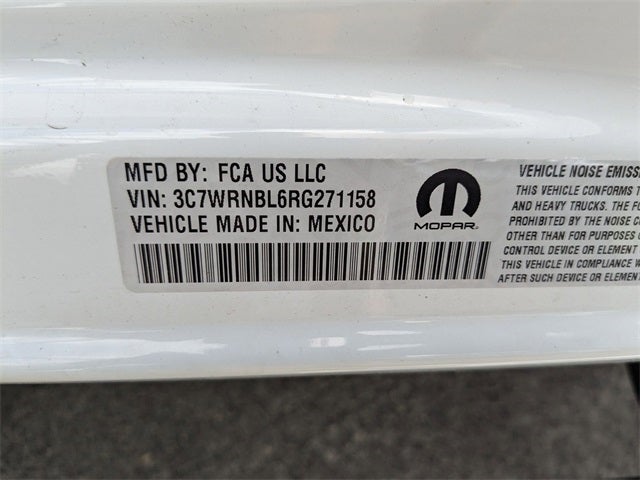 MFD BY: FCA US LLC
VIN: 3C7WRNBL6RG271158
VEHICLE MADE IN: MEXICO
MOPAR
VEHICLE NOISE EMISS
THIS VEHICLE CONFORMS T
AND HEAVY TRUCKS. THE FO
PROHIBITED BY THE NOISE CO
OTHER THAN FOR PURPOSES O
CONTROL DEVICE OR ELEMENT
THIS VEHICLE IN COMPLIANCE W
AFTER SUCH DEVICE OR ELEMEN